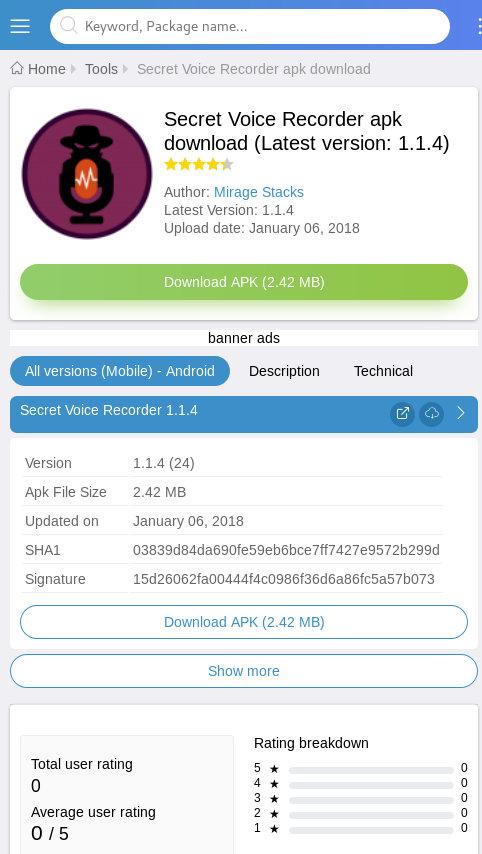 Keyword, Package name...
Home Tools Secret Voice Recorder apk download
Secret Voice Recorder apk
download (Latest version: 1.1.4)
Author: Mirage Stacks
Latest Version: 1.1.4
Upload date: January 06, 2018
Download APK (2.42 MB)
banner ads
All versions (Mobile) - Android Description Technical
Secret Voice Recorder 1.1.4
Version 1.1.4 (24)
Apk File Size 2.42 MB
Updated on January 06, 2018
SHA1 03839d84da690fe59eb6bce7ff7427e9572b299d
Signature 15d26062fa00444f4c0986f36d6a86fc5a57b073
Download APK (2.42 MB)
Show more
Total user rating
0
Average user rating
0 / 5
Rating breakdown
5 ★ 0
4 ★ 0
3 ★ 0
2 ★ 0
1 ★ 0